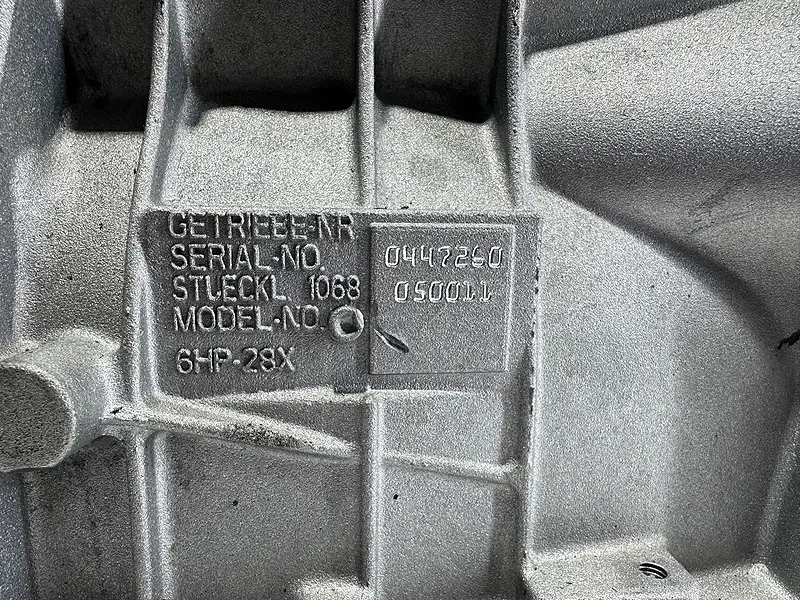 GETRIEBE-NR
SERIAL-NO. 0447260
STUECKL 1068 050011
MODEL-NO.
6HP-28X